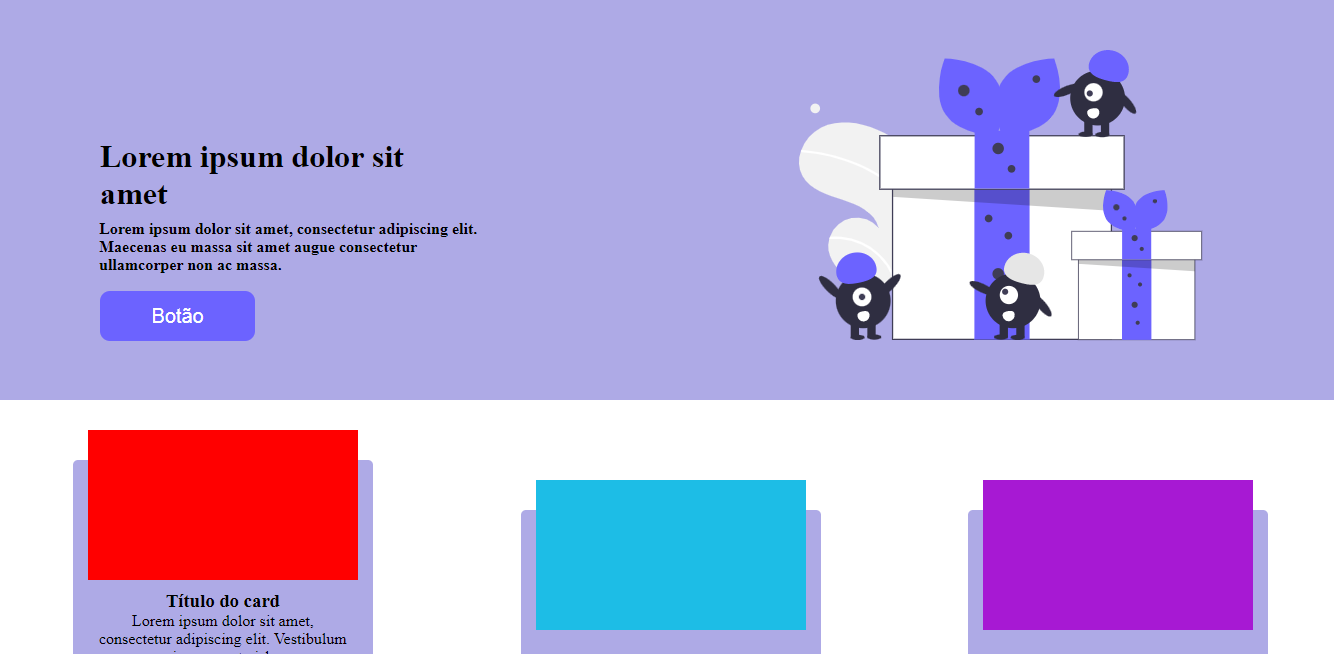 Lorem ipsum dolor sit
amet
Lorem ipsum dolor sit amet, consectetur adipiscing elit.
Maecenas eu massa sit amet augue consectetur
ullamcorper non ac massa.
Botão
Título do card
Lorem ipsum dolor sit amet,
consectetur adipiscing elit. Vestibulum